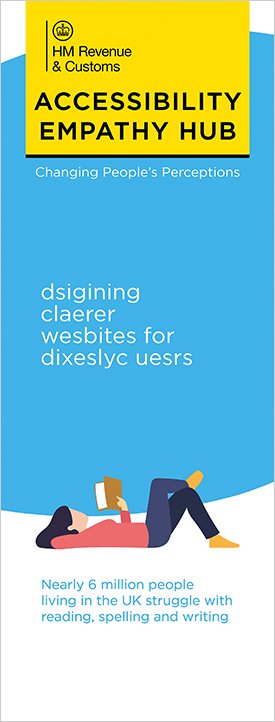 HM Revenue
& Customs
ACCESSIBILITY
EMPATHY HUB
Changing People's Perceptions
dsigining
claerer
wesbites for
dixeslyc uesrs
Nearly 6 million people
living in the UK struggle with
reading, spelling and writing